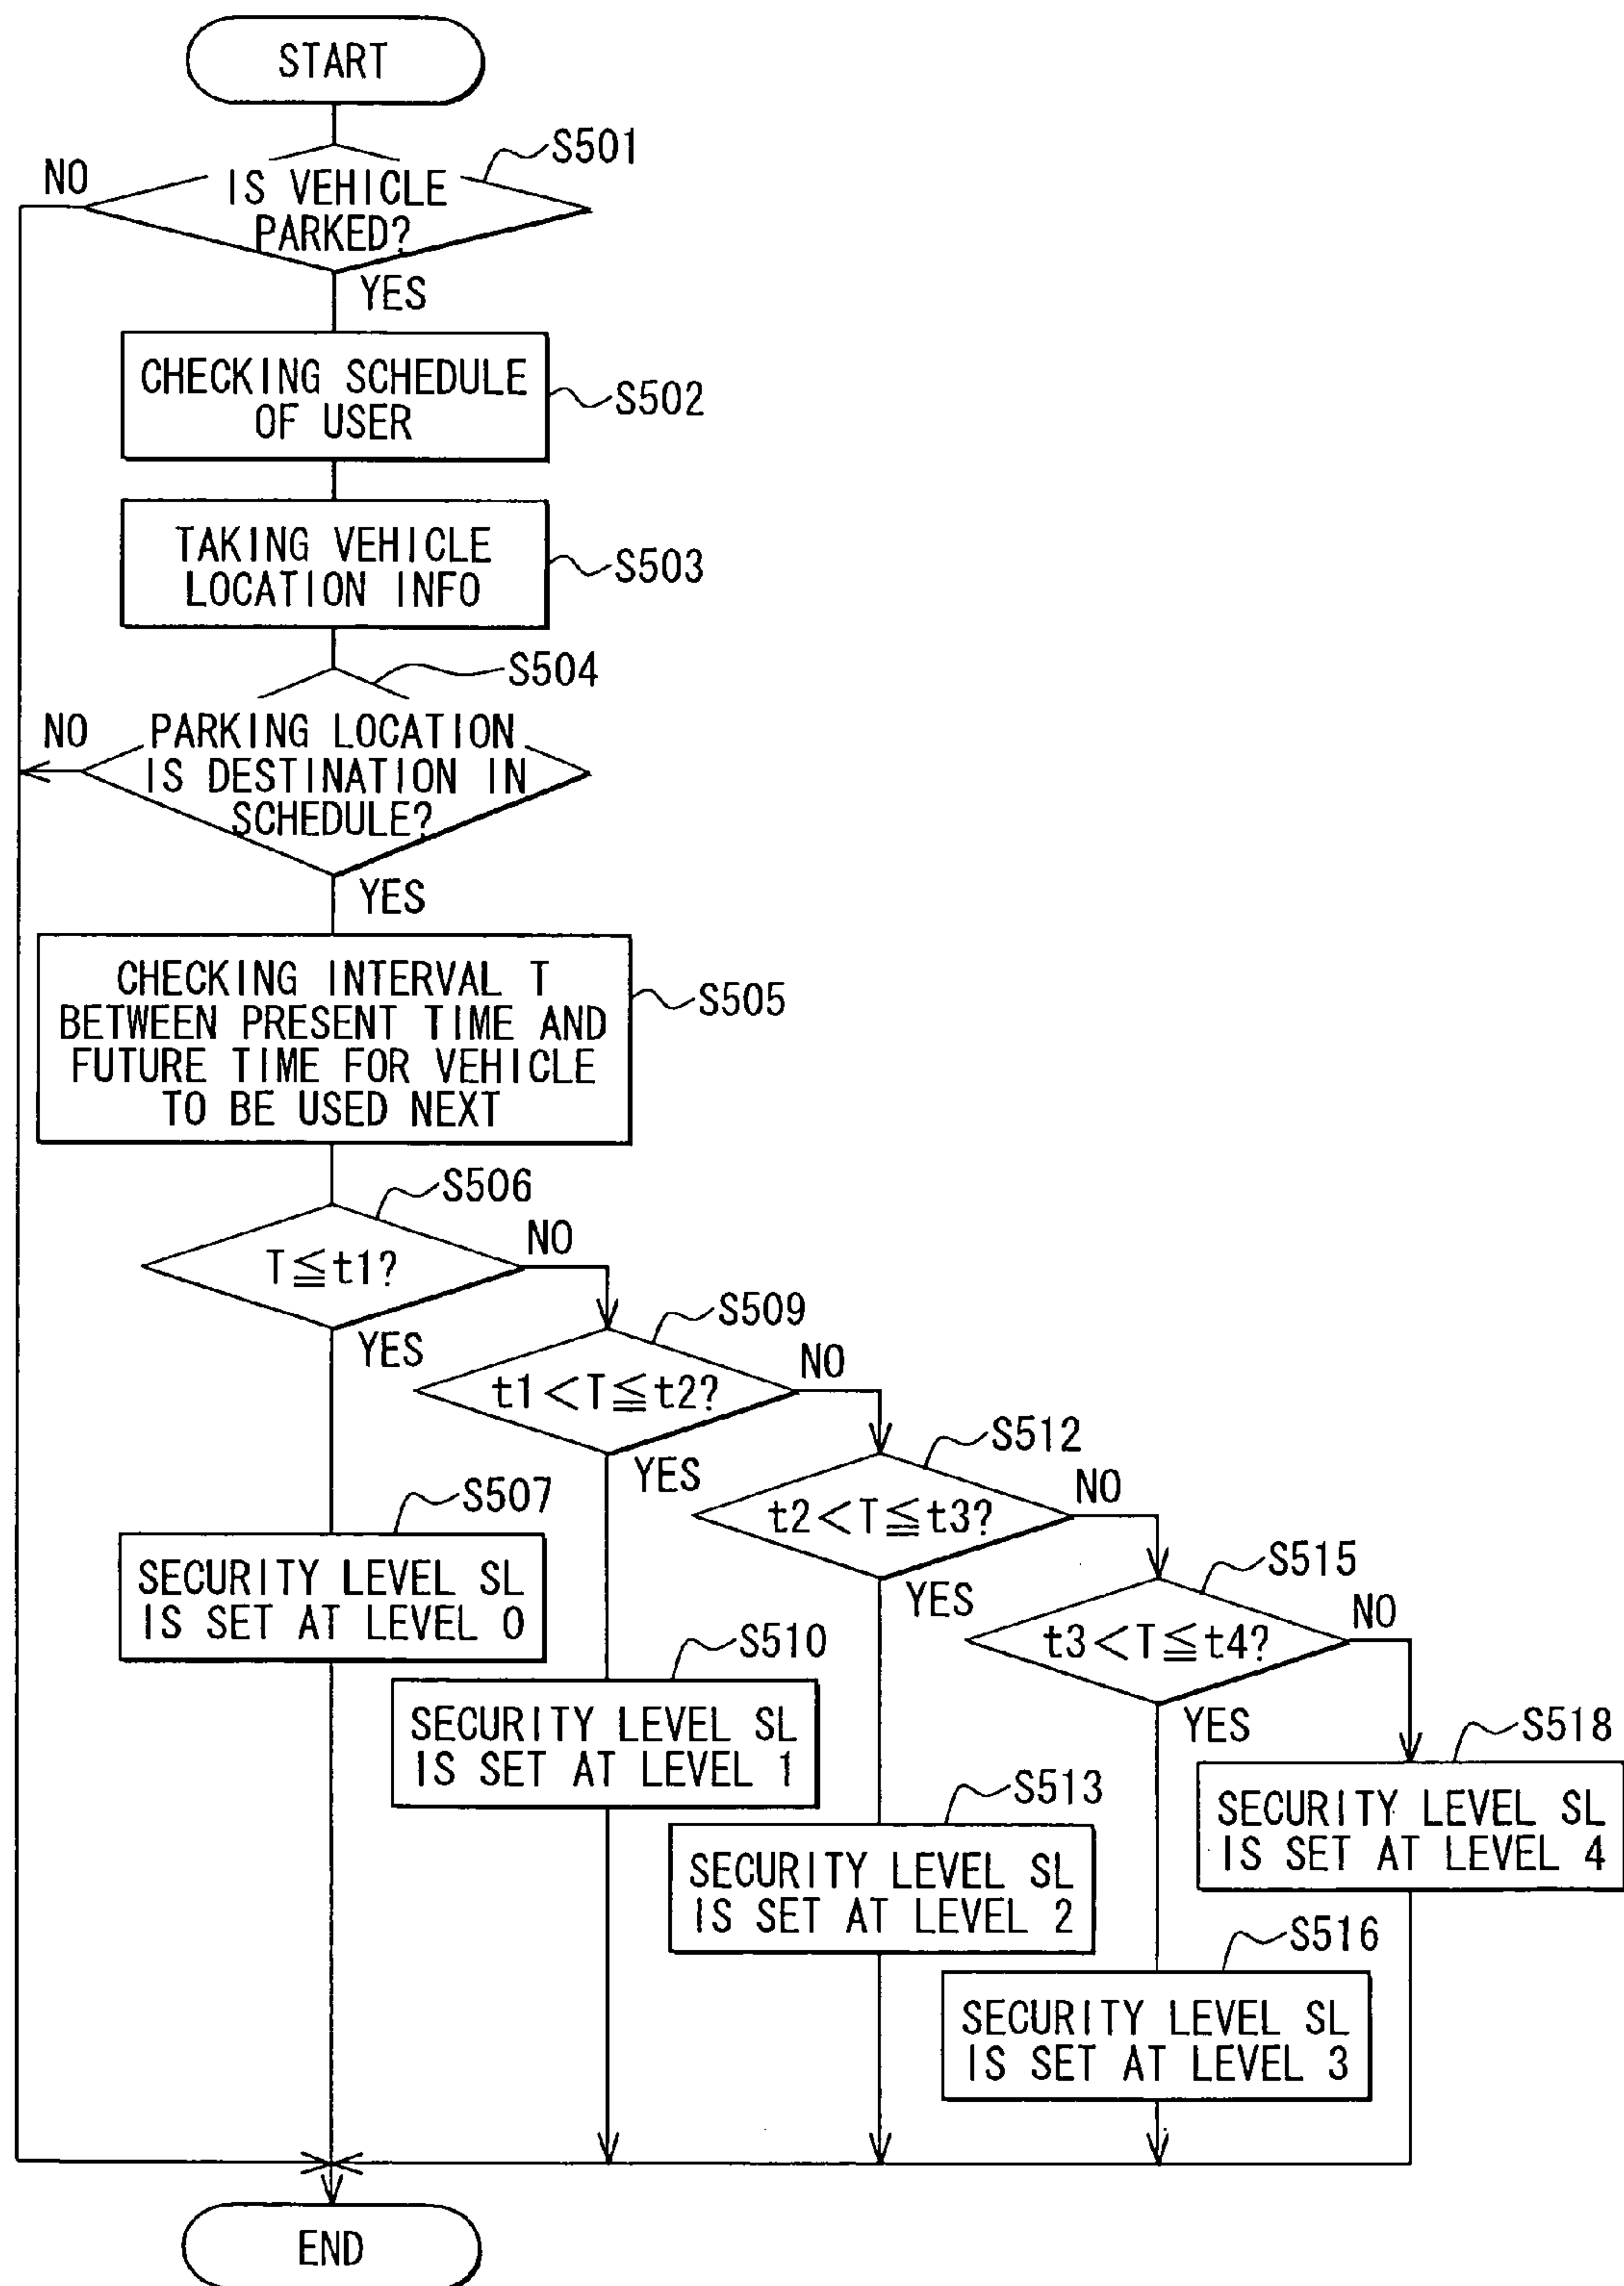 START
S501
NO
IS VEHICLE
PARKED?
YES
CHECKING SCHEDULE
OF USER
S502
TAKING VEHICLE
LOCATION INFO
S503
S504
NO
PARKING LOCATION
IS DESTINATION IN
SCHEDULE?
YES
CHECKING INTERVAL T
BETWEEN PRESENT TIME AND
FUTURE TIME FOR VEHICLE
TO BE USED NEXT
S505
S506
T≦t1?
NO
YES
S509
t1<T≦t2?
NO
YES
S512
t2<T≦t3?
NO
YES
S515
t3<T≦t4?
NO
YES
S507
SECURITY LEVEL SL
IS SET AT LEVEL 0
S510
SECURITY LEVEL SL
IS SET AT LEVEL 1
S513
SECURITY LEVEL SL
IS SET AT LEVEL 2
S518
SECURITY LEVEL SL
IS SET AT LEVEL 4
S516
SECURITY LEVEL SL
IS SET AT LEVEL 3
END